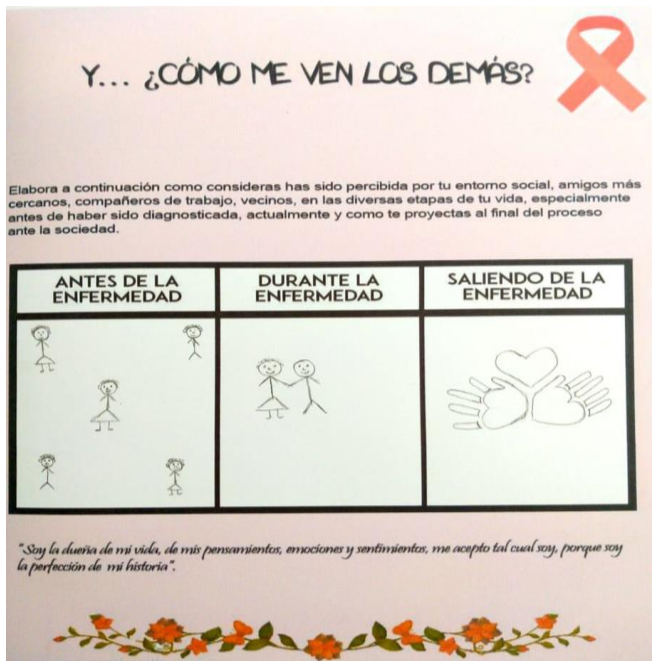 Y... ¿CÓMO ME VEN LOS DEMÁS?
Elabora a continuación como consideras has sido percibida por tu entorno social, amigos más
cercanos, compañeros de trabajo, vecinos, en las diversas etapas de tu vida, especialmente
antes de haber sido diagnosticada, actualmente y como te proyectas al final del proceso
ante la sociedad.
ANTES DE LA
ENFERMEDAD
DURANTE LA
ENFERMEDAD
SALIENDO DE LA
ENFERMEDAD
"Soy la dueña de mi vida, de mis pensamientos, emociones y sentimientos, me acepto tal cual soy, porque soy
la perfección de mi historia".